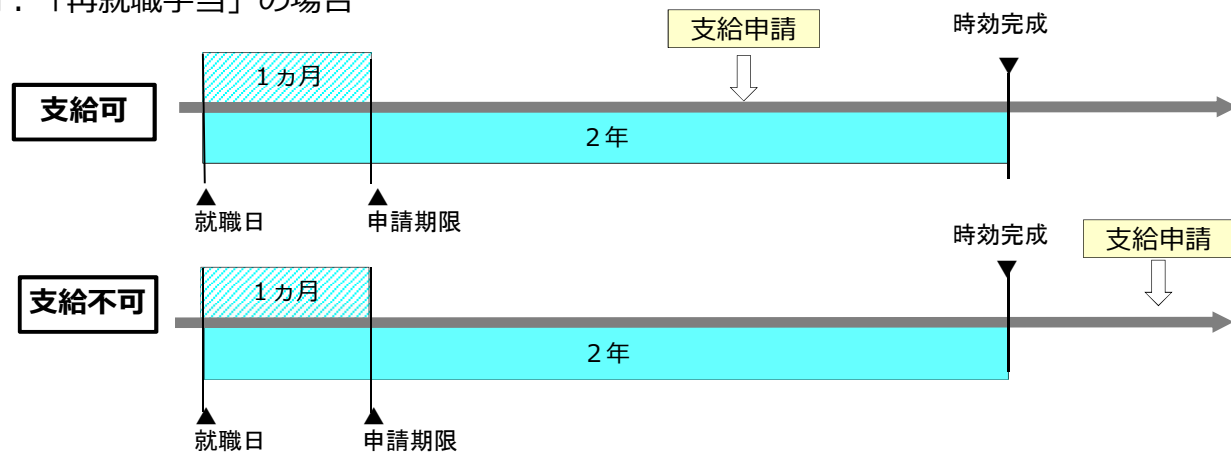 ：「再就職手当」の場合
支給申請
時効完成
１ヵ月
支給可
２年
就職日
申請期限
時効完成
支給申請
１ヵ月
支給不可
２年
就職日
申請期限